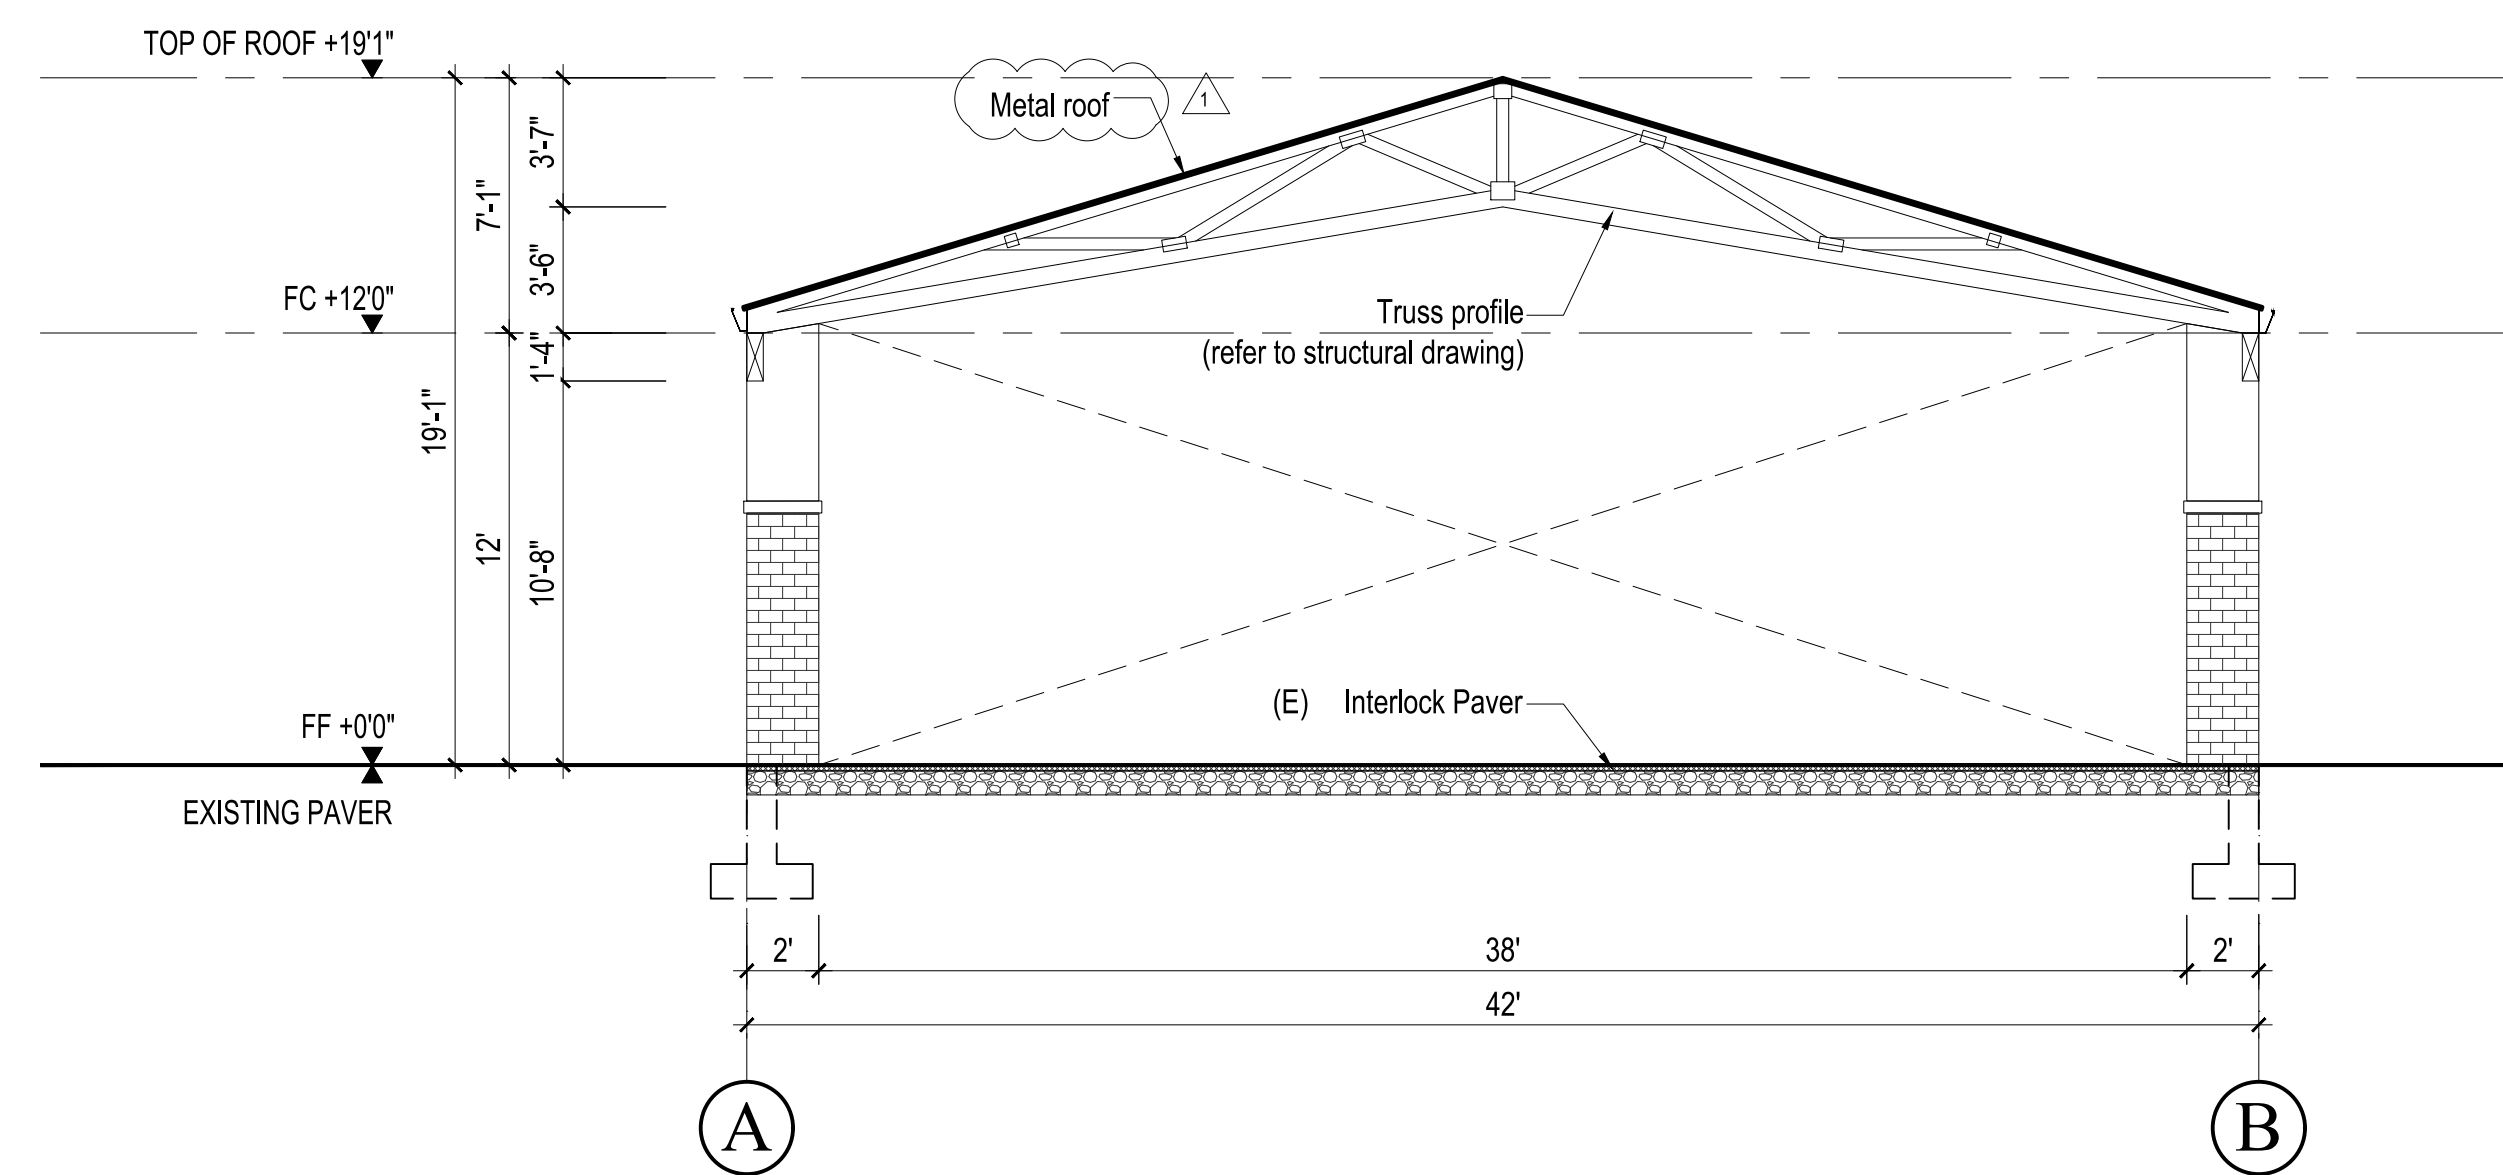 TOP OF ROOF +19'1"
Metal roof
1
3'-7"
7'-1"
3'-6"
FC +12'0"
Truss profile
(refer to structural drawing)
1'-4"
19'-1"
12'
10'-8"
(E) Interlock Paver
FF +0'0"
EXISTING PAVER
2'
38'
2'
42'
A
B